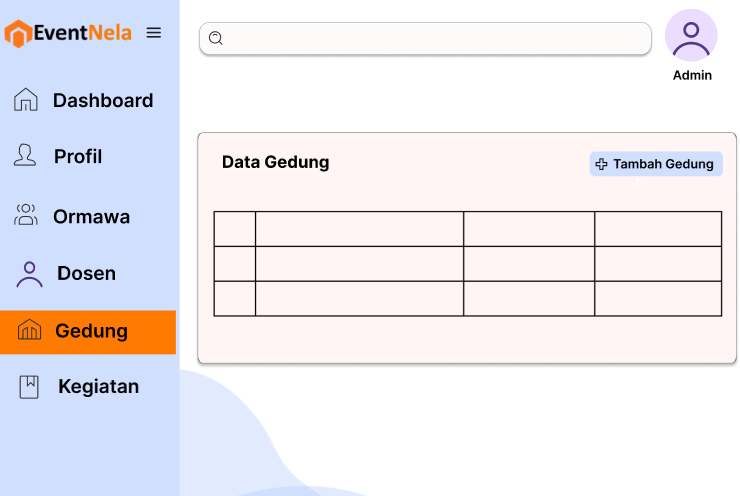 EventNela
Admin
Dashboard
Profil
Ormawa
Dosen
Gedung
Kegiatan
Data Gedung
Tambah Gedung